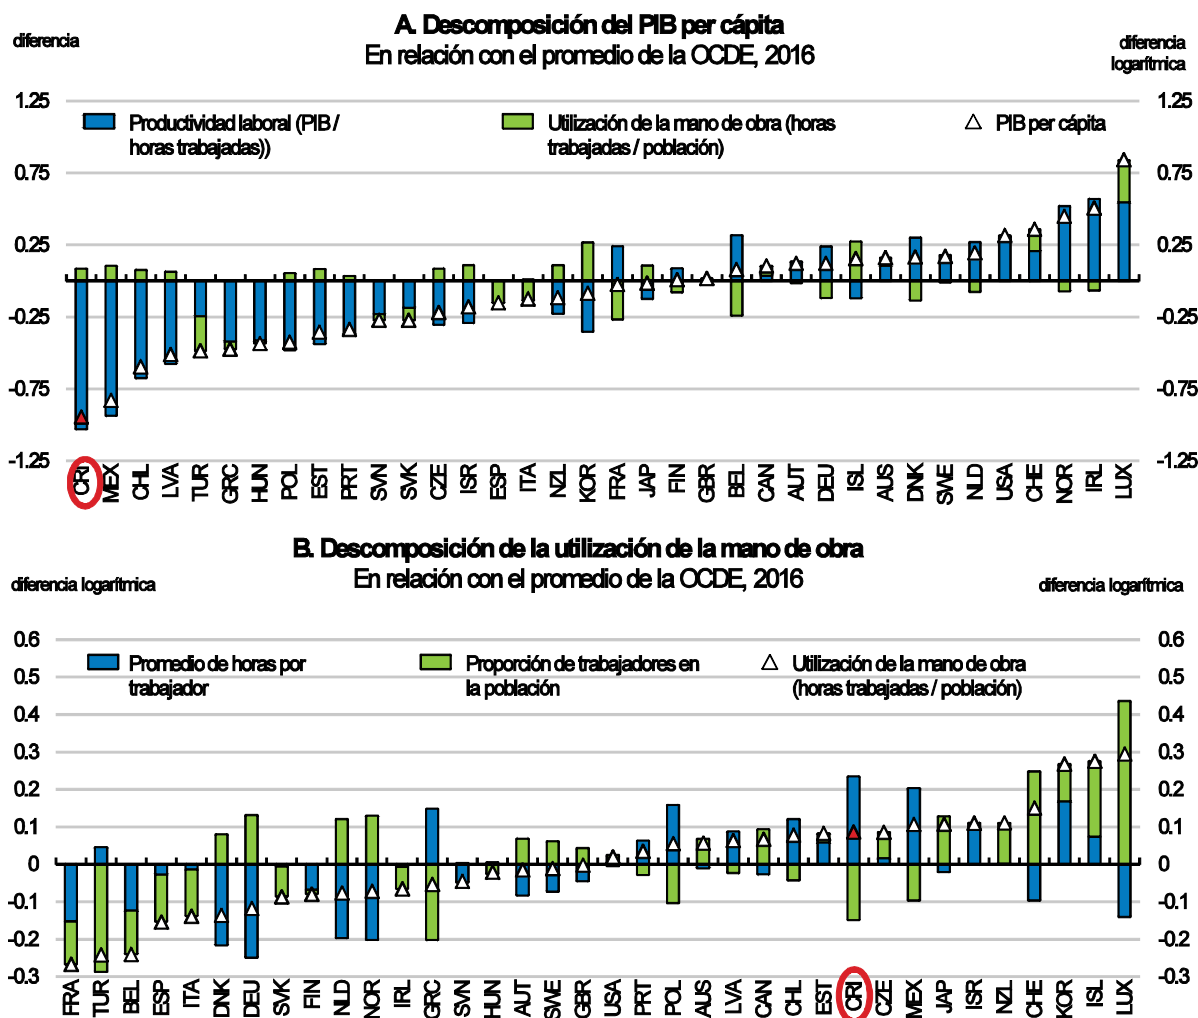 A. Descomposición del PIB per cápita
En relación con el promedio de la OCDE, 2016
diferencia
diferencia
logarítmica
1.25
1.25
Productividad laboral (PIB /
horas trabajadas))
Utilización de la mano de obra (horas
trabajadas / población)
PIB per cápita
0.75
0.75
0.25
0.25
-0.25
-0.25
-0.75
-0.75
-1.25
-1.25
CRI
MEX
CHL
LVA
TUR
GRC
HUN
POL
EST
PRT
SVN
SVK
CZE
ISR
ESP
ITA
NZL
KOR
FRA
JAP
FIN
GBR
BEL
CAN
AUT
DEU
ISL
AUS
DNK
SWE
NLD
USA
CHE
NOR
IRL
LUX
B. Descomposición de la utilización de la mano de obra
En relación con el promedio de la OCDE, 2016
diferencia logarítmica
diferencia logarítmica
0.6
0.6
Promedio de horas por
trabajador
Proporción de trabajadores en
la población
Utilización de la mano de obra
(horas trabajadas / población)
0.5
0.5
0.4
0.4
0.3
0.3
0.2
0.2
0.1
0.1
0
0
-0.1
-0.1
-0.2
-0.2
-0.3
-0.3
FRA
TUR
BEL
ESP
ITA
DNK
DEU
SVK
FIN
NLD
NOR
IRL
GRC
SVN
HUN
AUT
SWE
GBR
USA
PRT
POL
AUS
LVA
CAN
CHL
EST
CRI
CZE
MEX
JAP
ISR
NZL
CHE
KOR
ISL
LUX